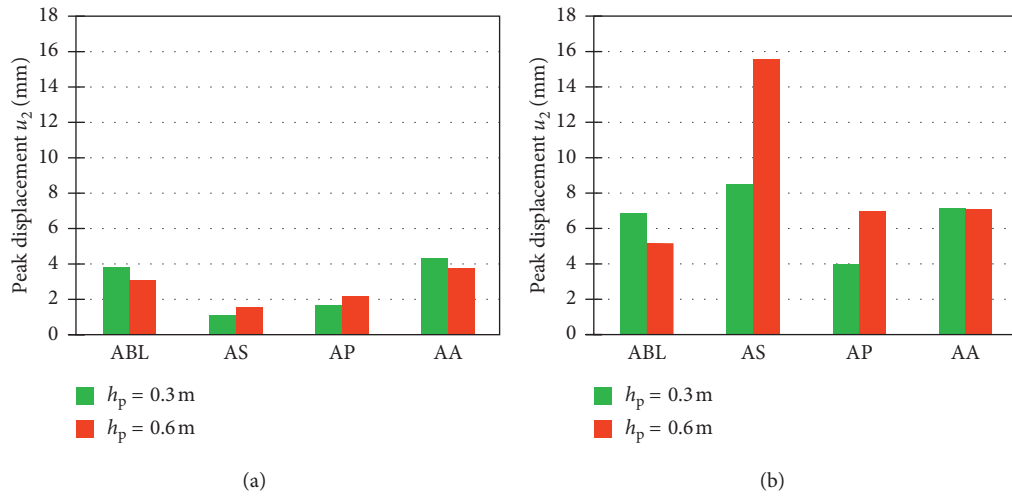 Peak displacement u₂ (mm)
18
16
14
12
10
8
6
4
2
0
ABL AS AP AA
hₚ = 0.3 m
hₚ = 0.6 m
(a)
Peak displacement u₂ (mm)
18
16
14
12
10
8
6
4
2
0
ABL AS AP AA
hₚ = 0.3 m
hₚ = 0.6 m
(b)